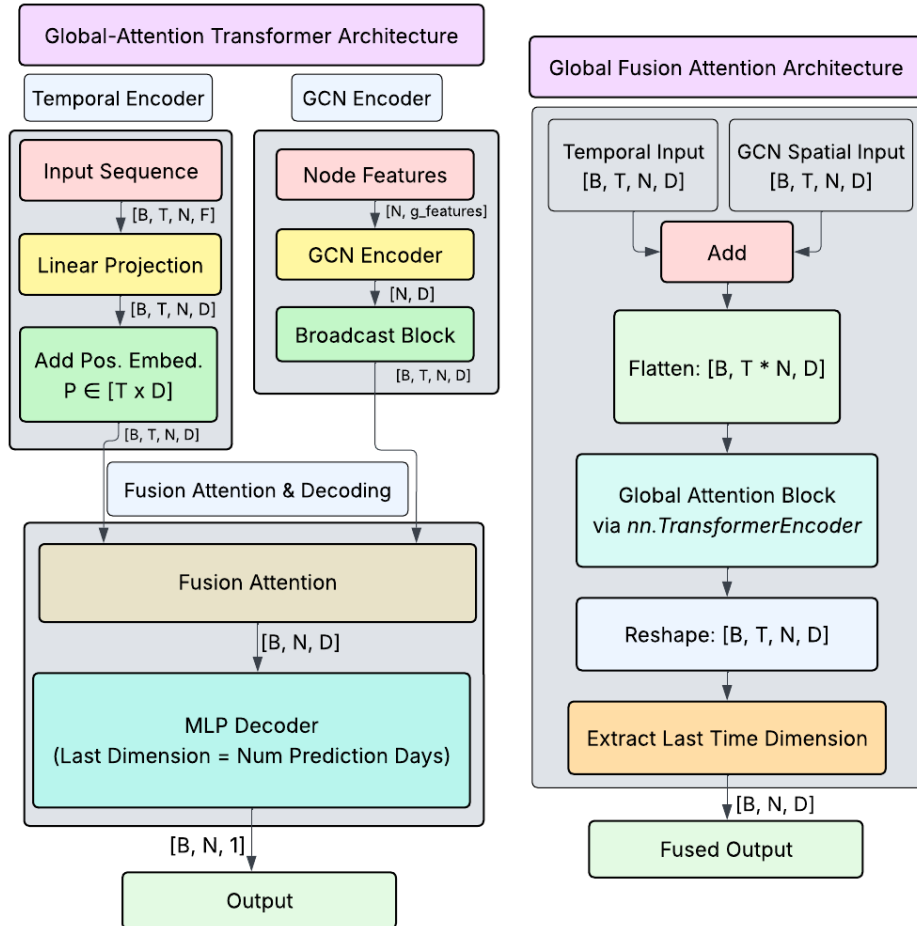 Global-Attention Transformer Architecture
Temporal Encoder
Input Sequence
[B, T, N, F]
Linear Projection
[B, T, N, D]
Add Pos. Embed.
P ∈ [T x D]
[B, T, N, D]
GCN Encoder
Node Features
[N, g_features]
GCN Encoder
[N, D]
Broadcast Block
[B, T, N, D]
Fusion Attention & Decoding
Fusion Attention
[B, N, D]
MLP Decoder
(Last Dimension = Num Prediction Days)
[B, N, 1]
Output
Global Fusion Attention Architecture
Temporal Input
[B, T, N, D]
GCN Spatial Input
[B, T, N, D]
Add
Flatten: [B, T * N, D]
Global Attention Block
via nn.TransformerEncoder
Reshape: [B, T, N, D]
Extract Last Time Dimension
[B, N, D]
Fused Output